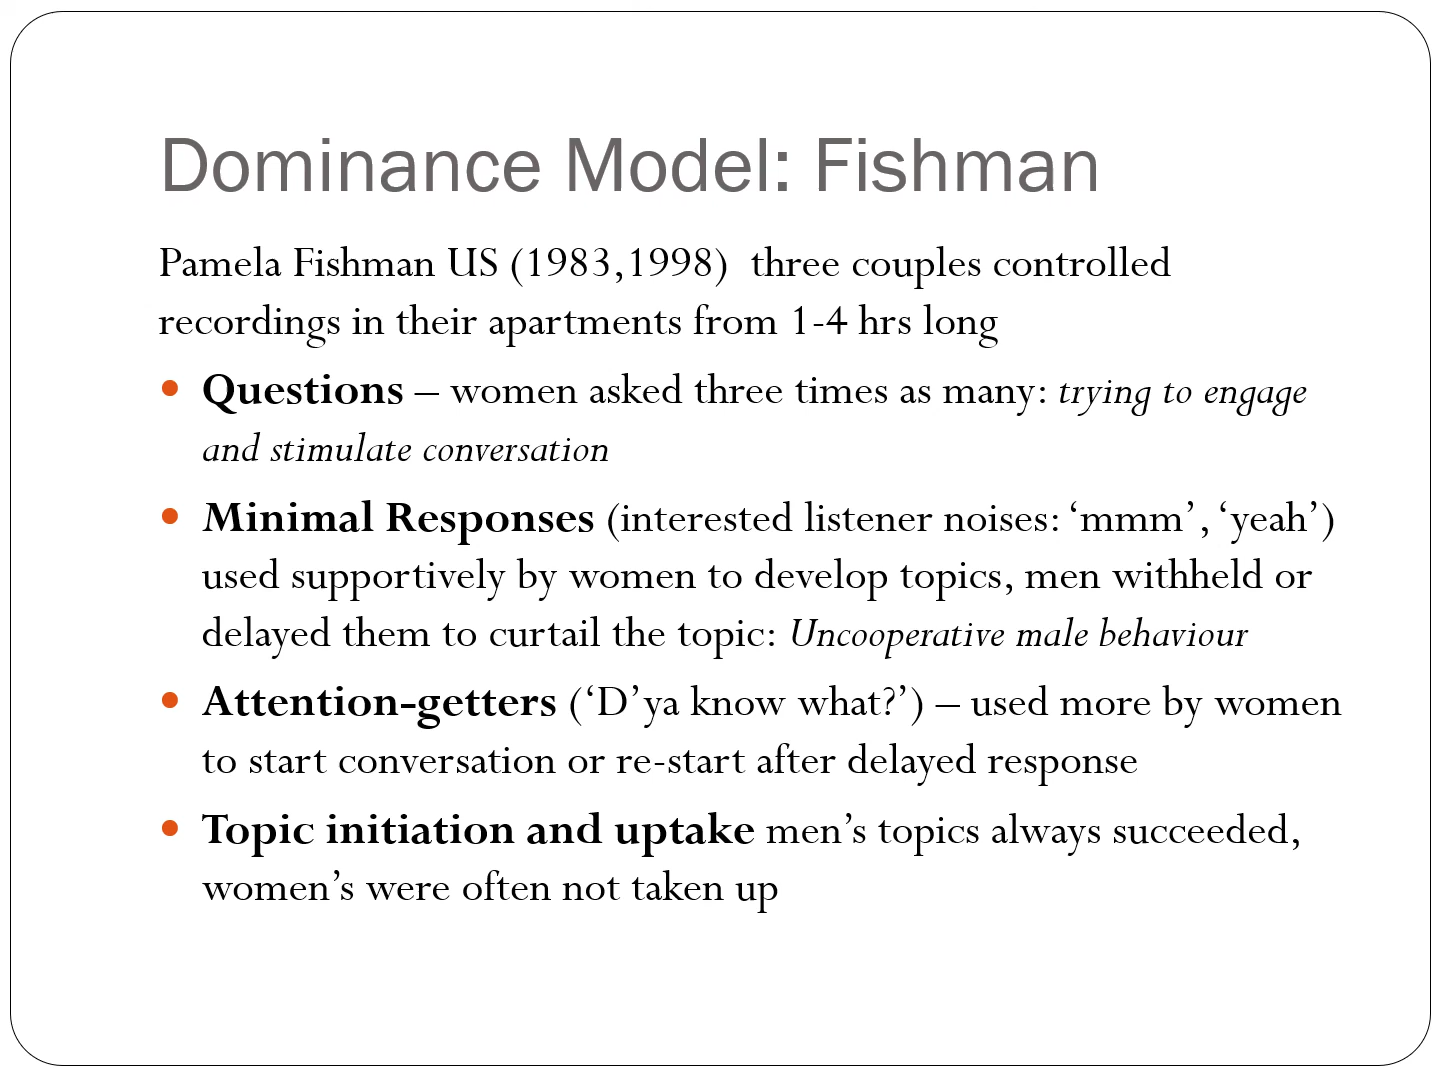 Dominance Model: Fishman
Pamela Fishman US (1983,1998)  three couples controlled
recordings in their apartments from 1-4 hrs long
• Questions – women asked three times as many: trying to engage
and stimulate conversation
• Minimal Responses (interested listener noises: ‘mmm’, ‘yeah’)
used supportively by women to develop topics, men withheld or
delayed them to curtail the topic: Uncooperative male behaviour
• Attention-getters (‘D’ya know what?’) – used more by women
to start conversation or re-start after delayed response
• Topic initiation and uptake men’s topics always succeeded,
women’s were often not taken up